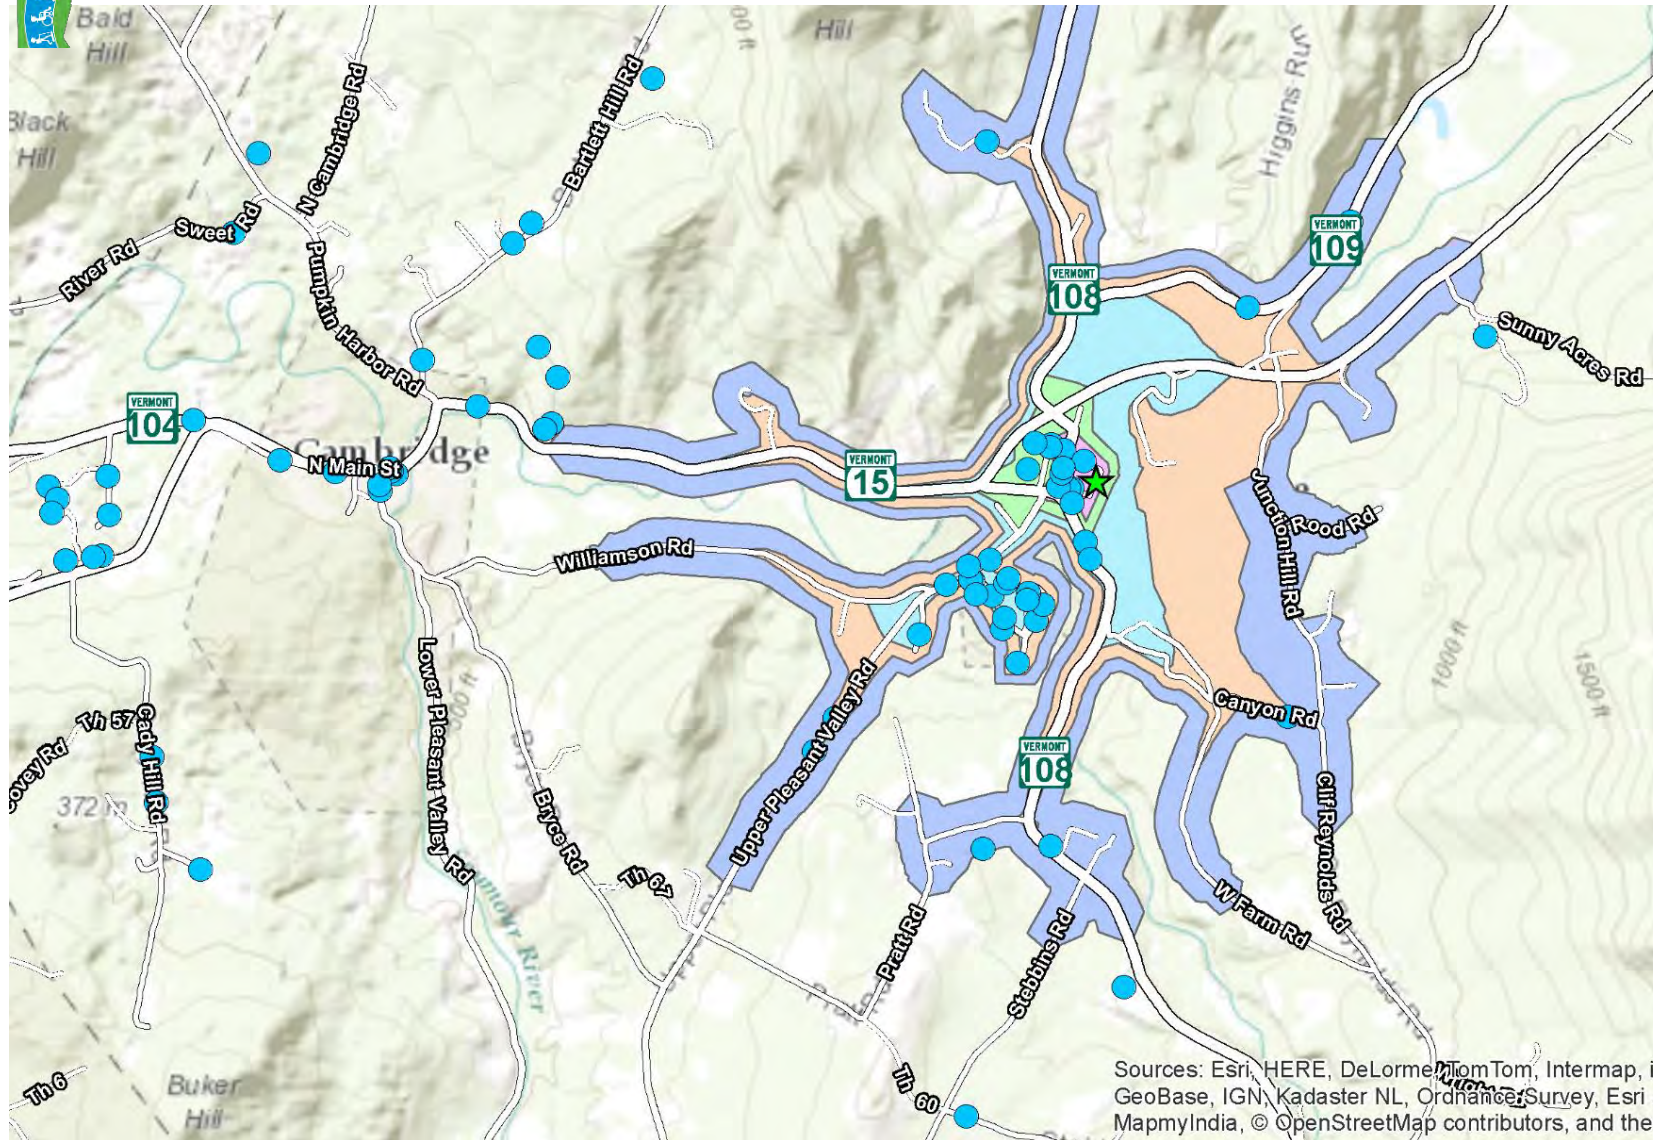 Bald
Hill
Hill
Black
Hill
N Cambridge Rd
Bartlett Hill Rd
Higgins Run
Sweet Rd
River Rd
VERMONT
109
VERMONT
108
Pumpkin Harbor Rd
Sunny Acres Rd
VERMONT
104
Cambridge
N Main St
VERMONT
15
Junction Hill Rd
Rood Rd
Williamson Rd
Lower Pleasant Valley Rd
Upper Pleasant Valley Rd
1000 ft
1500 ft
Canyon Rd
Th 57
Cady Hill Rd
VERMONT
108
372 m
Bryce Rd
Clif Reynolds Rd
Th 67
W Farm Rd
Pratt Rd
Stebbins Rd
River
Th 60
Th 6
Buker
Hill
Sources: Esri, HERE, DeLorme, TomTom, Intermap, i
GeoBase, IGN, Kadaster NL, Ordnance Survey, Esri
MapmyIndia, © OpenStreetMap contributors, and the